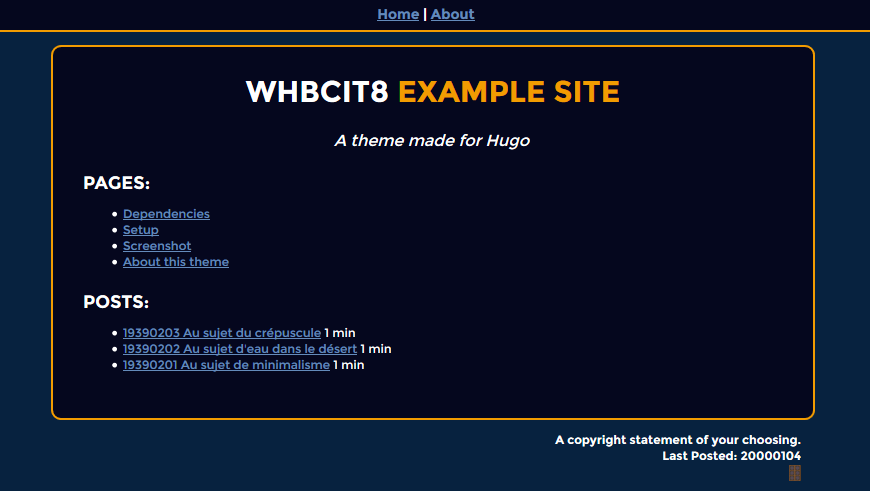 Home | About
WHBCIT8 EXAMPLE SITE
A theme made for Hugo
PAGES:
• Dependencies
• Setup
• Screenshot
• About this theme
POSTS:
• 19390203 Au sujet du crépuscule 1 min
• 19390202 Au sujet d'eau dans le désert 1 min
• 19390201 Au sujet de minimalisme 1 min
A copyright statement of your choosing.
Last Posted: 20000104